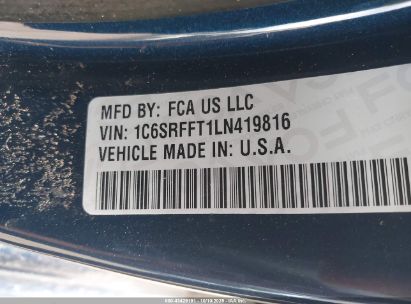 MFD BY: FCA US LLC
VIN: 1C6SRFFT1LN419816
VEHICLE MADE IN: U.S.A.